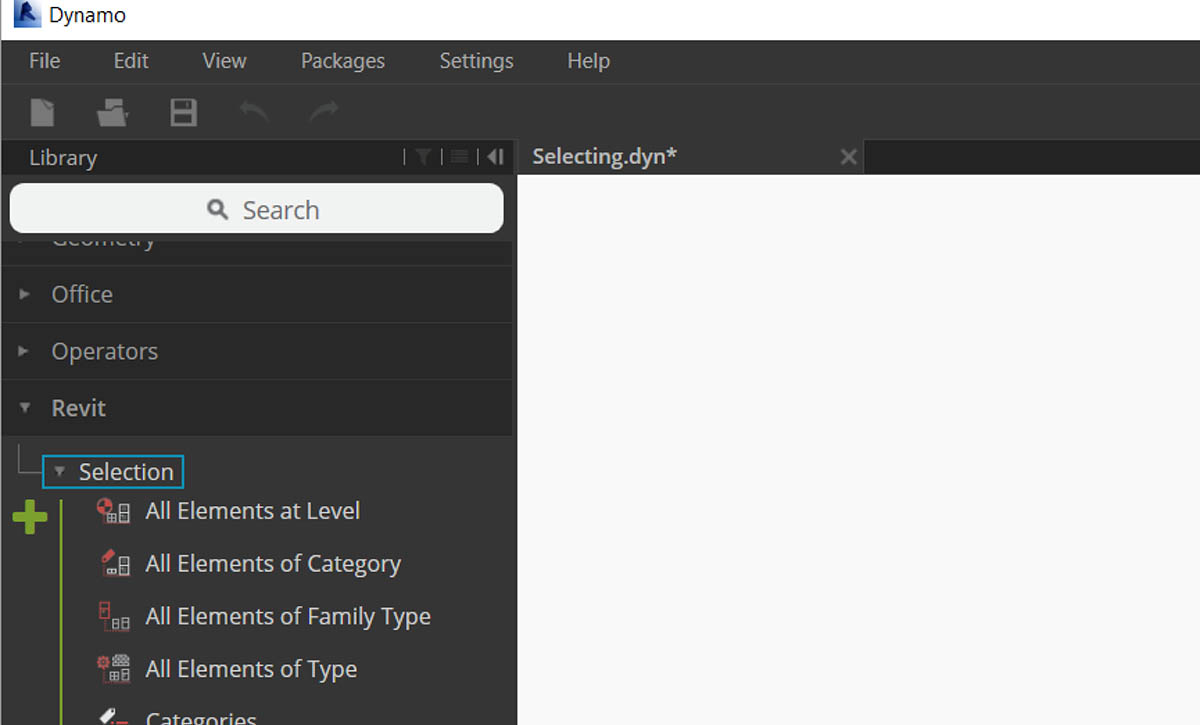 Dynamo
File Edit View Packages Settings Help
Library
Selecting.dyn*
Search
Geometry
Office
Operators
Revit
Selection
All Elements at Level
All Elements of Category
All Elements of Family Type
All Elements of Type
Categories